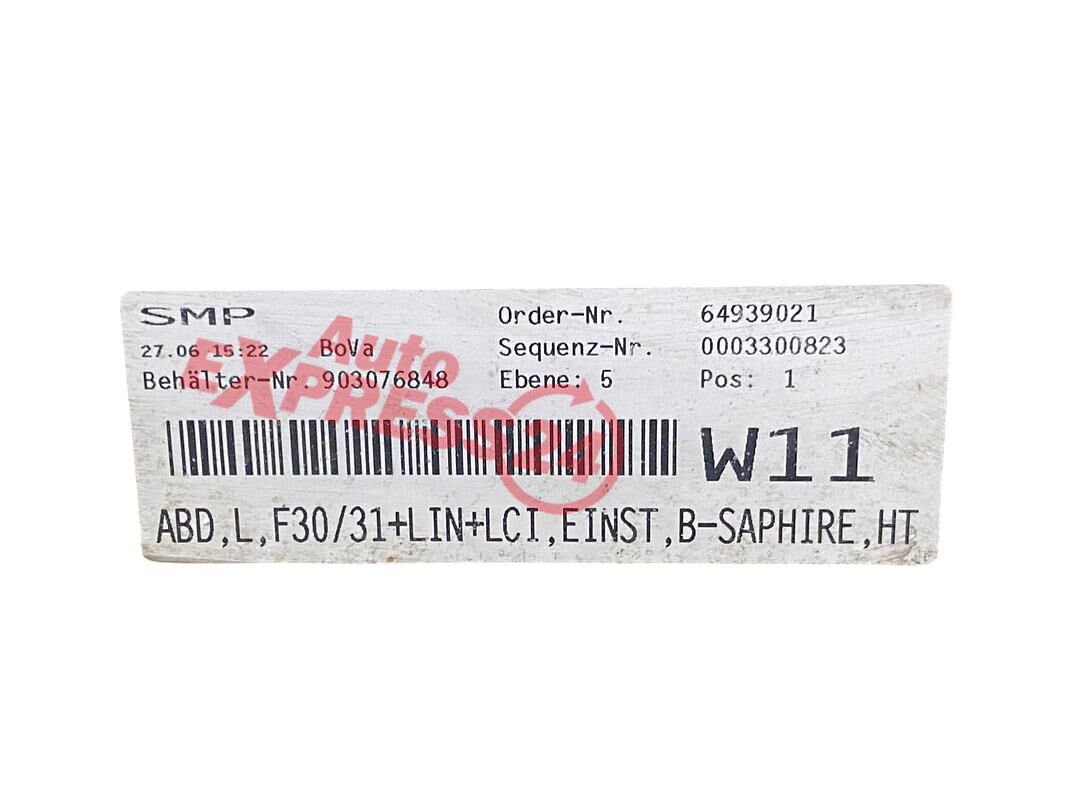 SMP
Order-Nr. 64939021
27.06 15:22 BoVa Sequenz-Nr. 0003300823
Behälter-Nr. 903076848 Ebene: 5 Pos: 1
W11
ABD,L,F30/31+LIN+LCI,EINST,B-SAPHIRE,HT
Auto
EXPRESS24